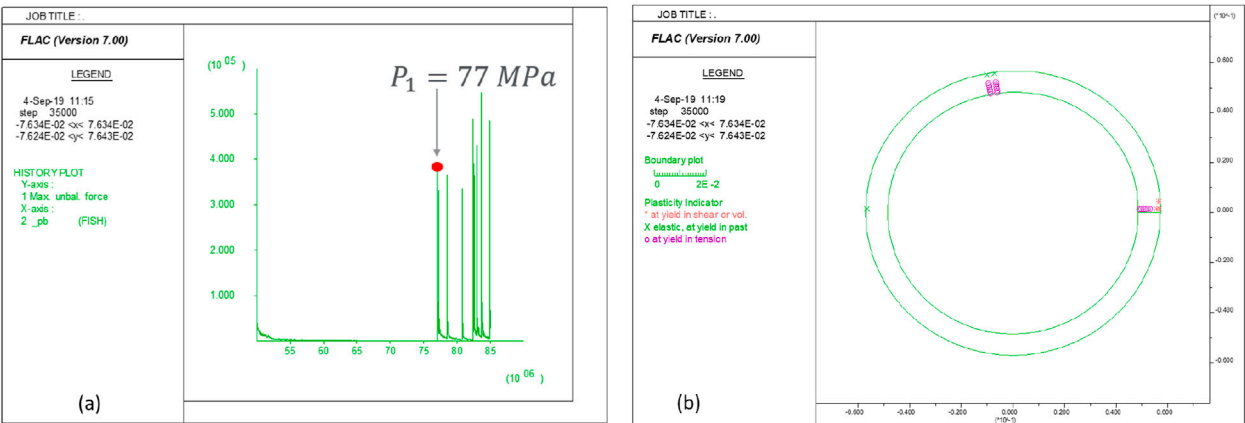 JOB TITLE : .
FLAC (Version 7.00)
LEGEND
4-Sep-19 11:15
step 35000
-7.634E-02 <x< 7.634E-02
-7.624E-02 <y< 7.643E-02
HISTORY PLOT
Y-axis :
1 Max. unbal. force
X-axis :
2 _pb (FISH)
(10 05 )
P1 = 77 MPa
5.000
4.000
3.000
2.000
1.000
55 60 65 70 75 80 85
(10 06 )
(a)
JOB TITLE : .
FLAC (Version 7.00)
LEGEND
4-Sep-19 11:19
step 35000
-7.634E-02 <x< 7.634E-02
-7.624E-02 <y< 7.643E-02
Boundary plot
0 2E -2
Plasticity Indicator
* at yield in shear or vol.
X elastic, at yield in past
o at yield in tension
(*10^-1)
0.600
0.400
0.200
0.000
-0.200
-0.400
-0.600
-0.600 -0.400 -0.200 0.000 0.200 0.400 0.600
(*10^-1)
(b)